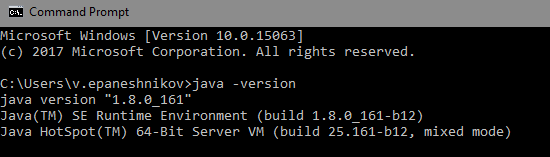 Command Prompt
Microsoft Windows [Version 10.0.15063]
(c) 2017 Microsoft Corporation. All rights reserved.
C:\Users\v.epaneshnikov>java -version
java version "1.8.0_161"
Java(TM) SE Runtime Environment (build 1.8.0_161-b12)
Java HotSpot(TM) 64-Bit Server VM (build 25.161-b12, mixed mode)